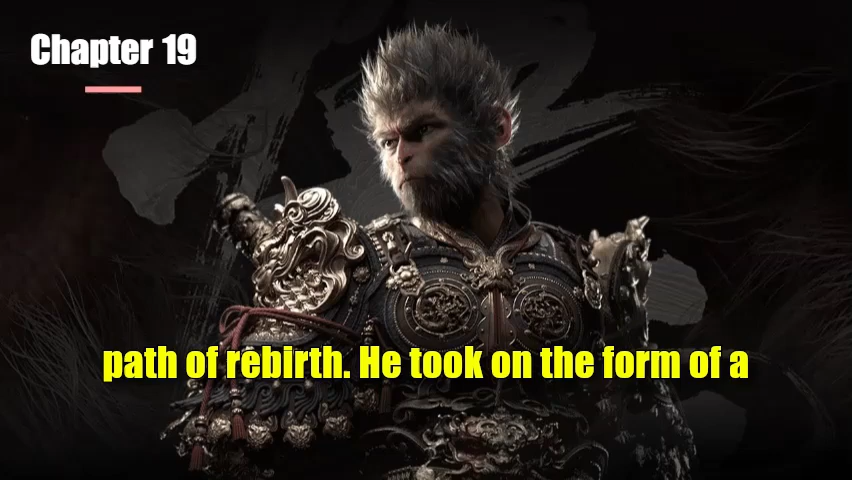 Chapter 19
path of rebirth. He took on the form of a